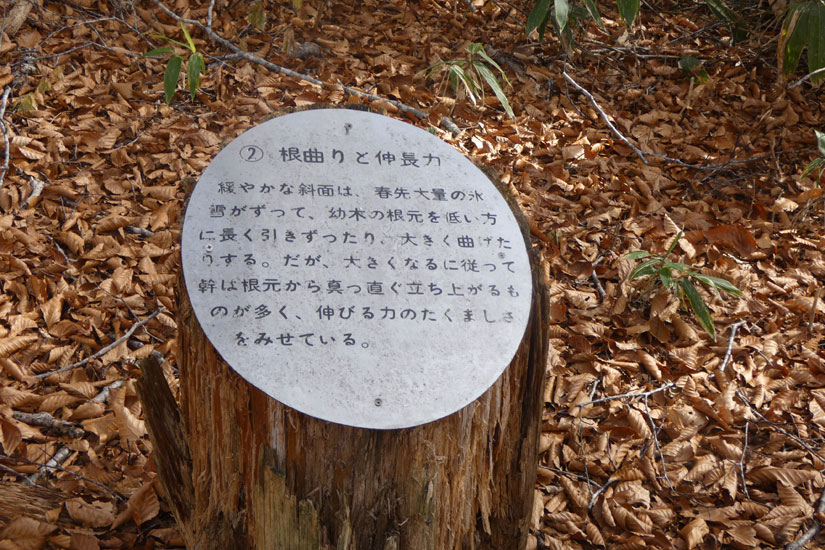 ② 根曲りと伸長力
緩やかな斜面は、春先大量の氷
雪がずって、幼木の根元を低い方
に長く引きずったり、大きく曲げた
りする。だが、大きくなるに従って
幹は根元から真っ直ぐ立ち上がるも
のが多く、伸びる力のたくましさ
をみせている。